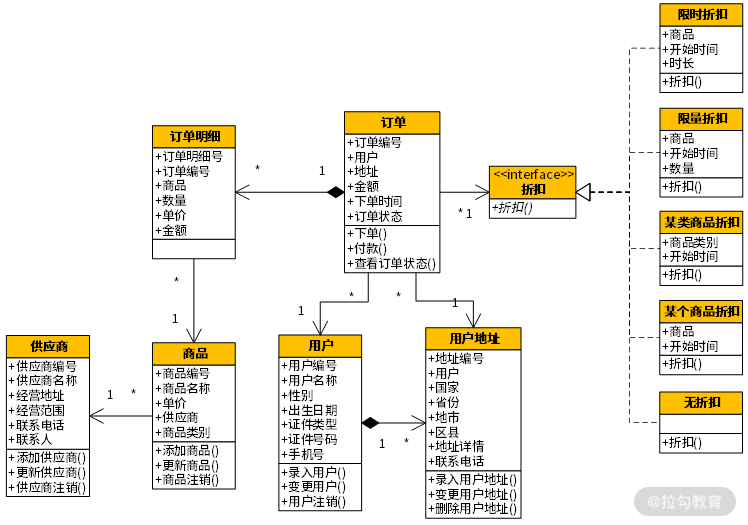 限时折扣
+商品
+开始时间
+时长
+折扣()
限量折扣
+商品
+开始时间
+数量
+折扣()
某类商品折扣
+商品类别
+开始时间
+折扣()
某个商品折扣
+商品
+开始时间
+折扣()
无折扣
+折扣()
<<interface>>
折扣
+折扣()
订单
+订单编号
+用户
+地址
+金额
+下单时间
+订单状态
+下单()
+付款()
+查看订单状态()
订单明细
+订单明细号
+订单编号
+商品
+数量
+单价
+金额
*
1
* 1
*
1
*
1
*
1
供应商
+供应商编号
+供应商名称
+经营地址
+经营范围
+联系电话
+联系人
+添加供应商()
+更新供应商()
+供应商注销()
1
*
商品
+商品编号
+商品名称
+单价
+供应商
+商品类别
+添加商品()
+更新商品()
+商品注销()
用户
+用户编号
+用户名称
+性别
+出生日期
+证件类型
+证件号码
+手机号
+录入用户()
+变更用户()
+用户注销()
1
*
用户地址
+地址编号
+用户
+国家
+省份
+地市
+区县
+地址详情
+联系电话
+录入用户地址()
+变更用户地址()
+删除用户地址()
@拉勾教育